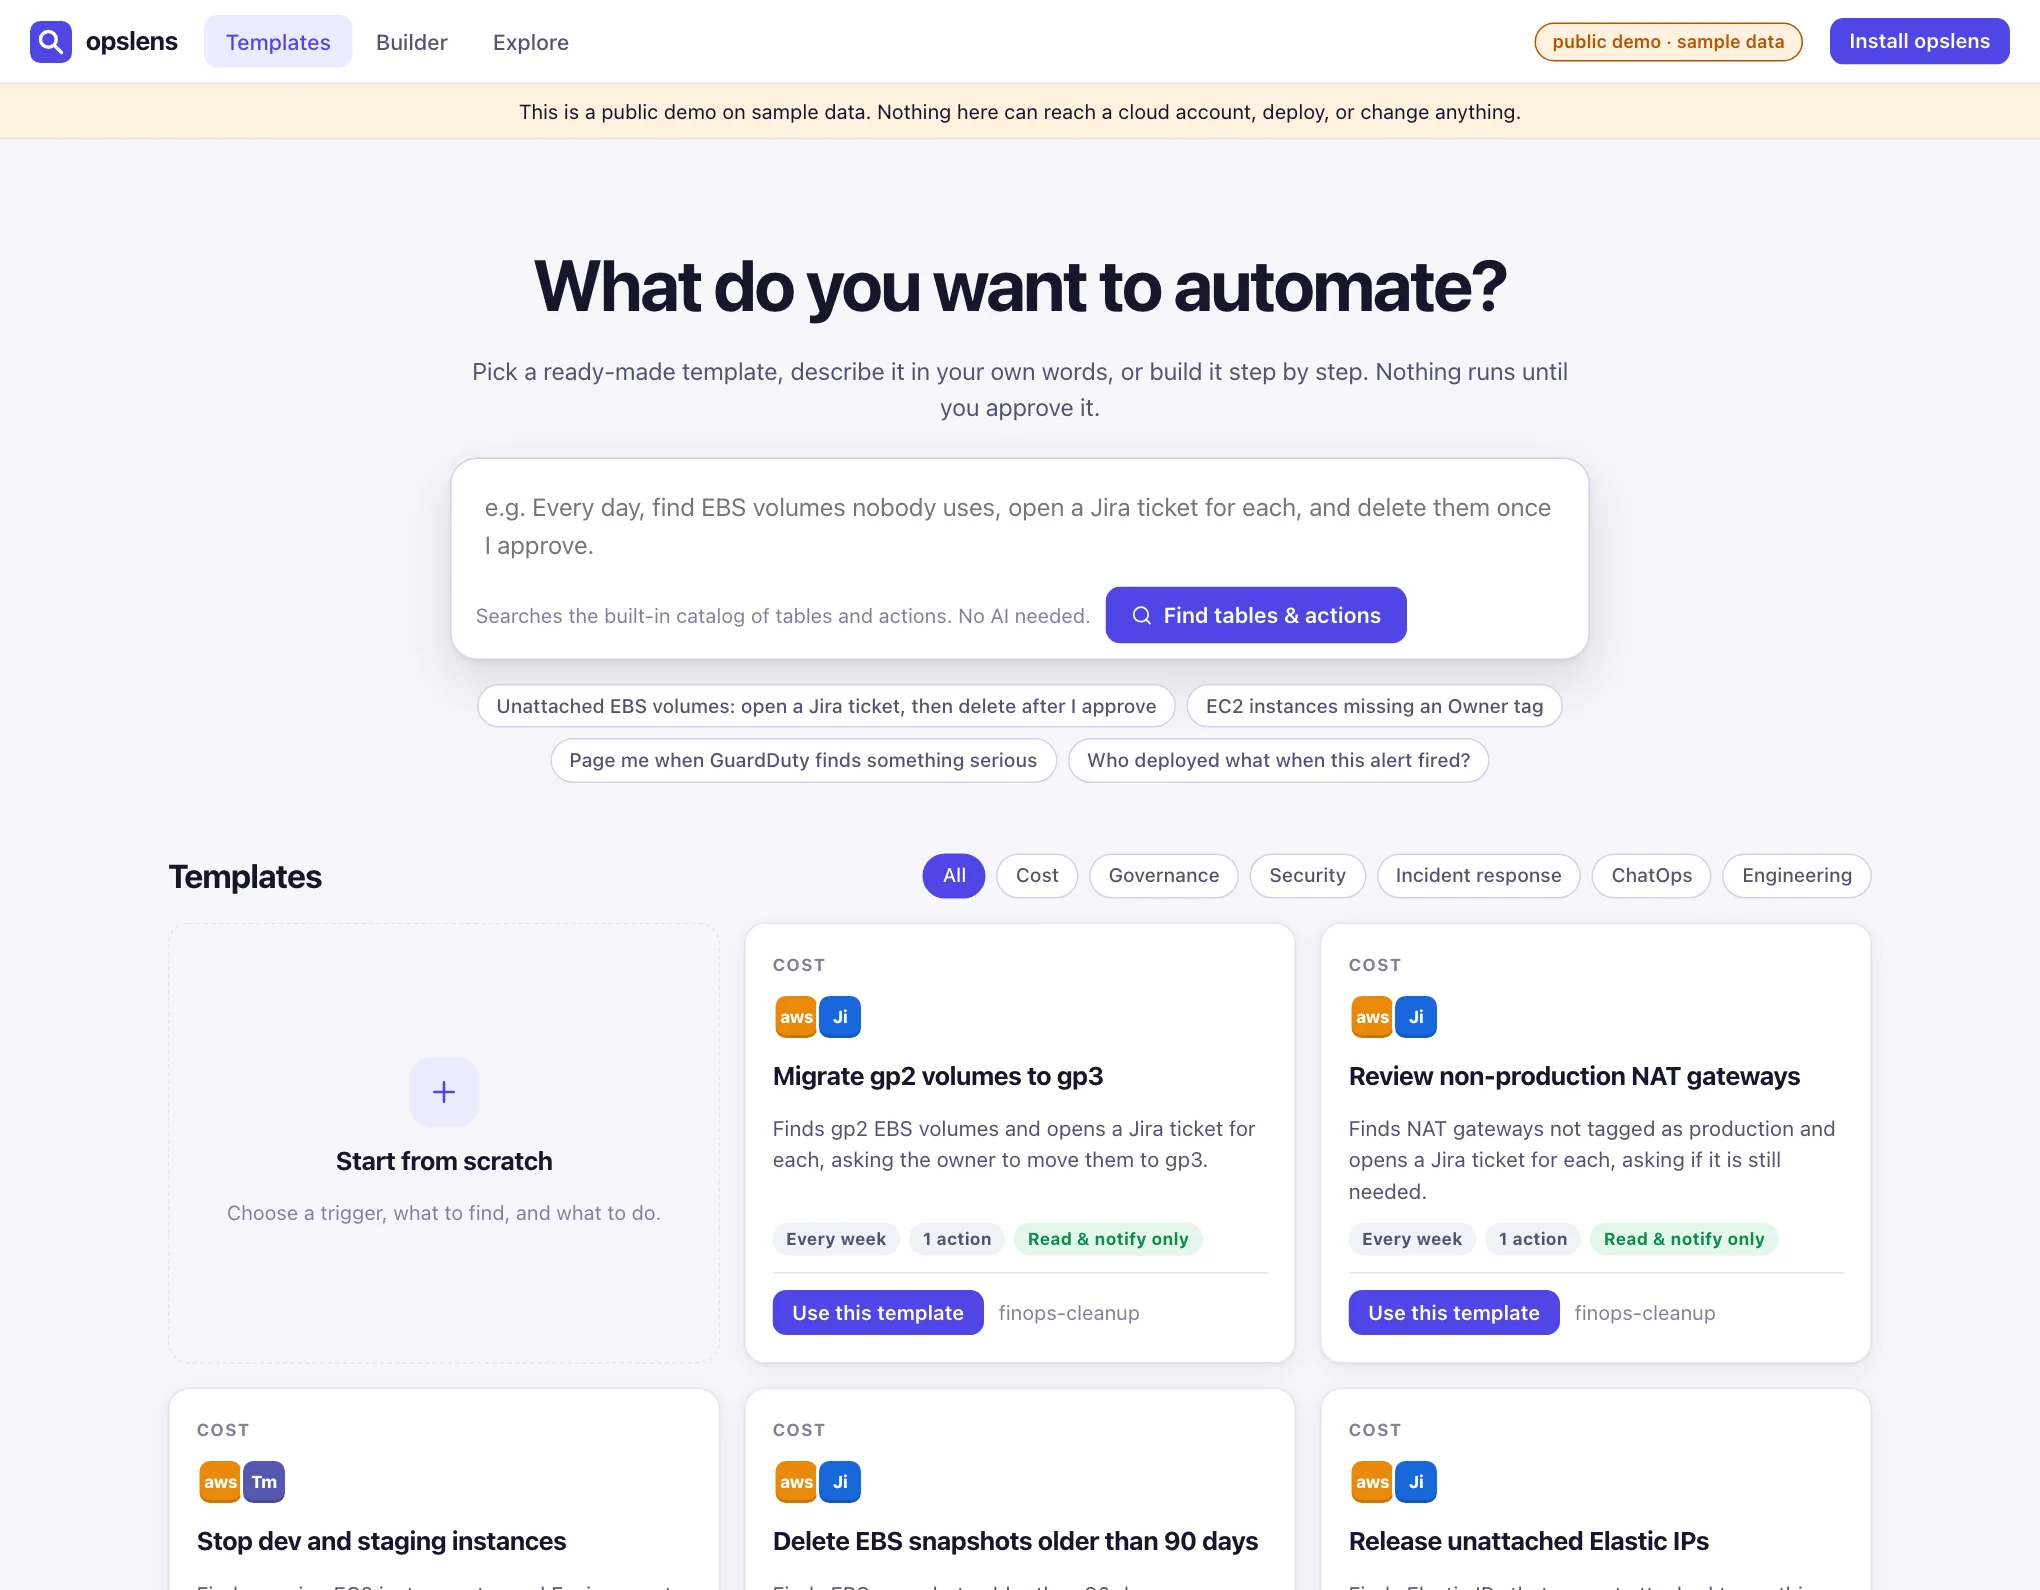 opslens
Templates
Builder
Explore
public demo · sample data
Install opslens
This is a public demo on sample data. Nothing here can reach a cloud account, deploy, or change anything.
What do you want to automate?
Pick a ready-made template, describe it in your own words, or build it step by step. Nothing runs until
you approve it.
e.g. Every day, find EBS volumes nobody uses, open a Jira ticket for each, and delete them once
I approve.
Searches the built-in catalog of tables and actions. No AI needed.
Find tables & actions
Unattached EBS volumes: open a Jira ticket, then delete after I approve
EC2 instances missing an Owner tag
Page me when GuardDuty finds something serious
Who deployed what when this alert fired?
Templates
All
Cost
Governance
Security
Incident response
ChatOps
Engineering
Start from scratch
Choose a trigger, what to find, and what to do.
COST
aws Ji
Migrate gp2 volumes to gp3
Finds gp2 EBS volumes and opens a Jira ticket for
each, asking the owner to move them to gp3.
Every week
1 action
Read & notify only
Use this template
finops-cleanup
COST
aws Ji
Review non-production NAT gateways
Finds NAT gateways not tagged as production and
opens a Jira ticket for each, asking if it is still
needed.
Every week
1 action
Read & notify only
Use this template
finops-cleanup
COST
aws Tm
Stop dev and staging instances
COST
aws Ji
Delete EBS snapshots older than 90 days
COST
aws Ji
Release unattached Elastic IPs